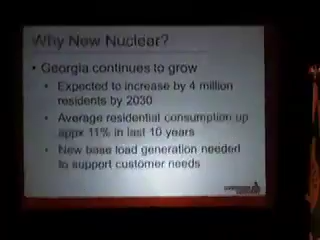 Why New Nuclear?
• Georgia continues to grow
• Expected to increase by 4 million
residents by 2030
• Average residential consumption up
appx 11% in last 10 years
• New base load generation needed
to support customer needs